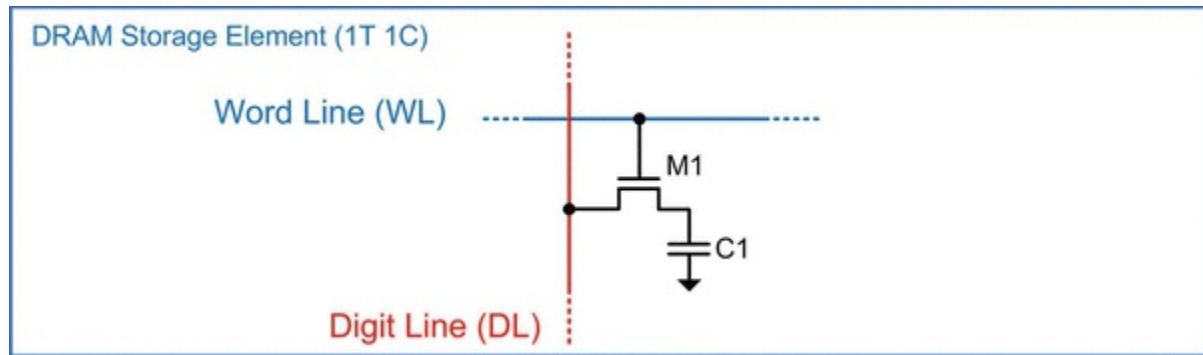 DRAM Storage Element (1T 1C)
Word Line (WL)
M1
C1
Digit Line (DL)